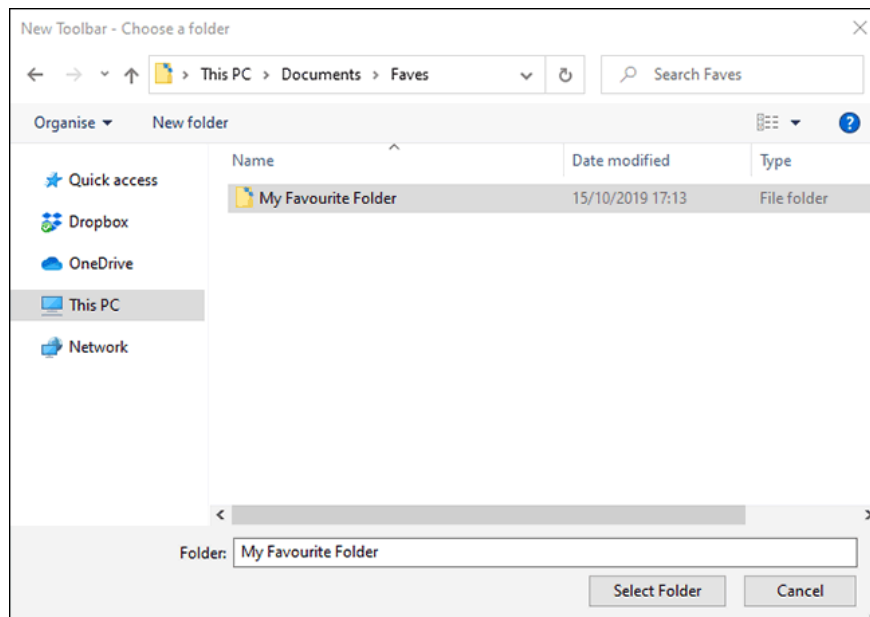 New Toolbar - Choose a folder
This PC > Documents > Faves
Search Faves
Organise
New folder
Name
Date modified
Type
Quick access
My Favourite Folder
15/10/2019 17:13
File folder
Dropbox
OneDrive
This PC
Network
Folder: My Favourite Folder
Select Folder
Cancel